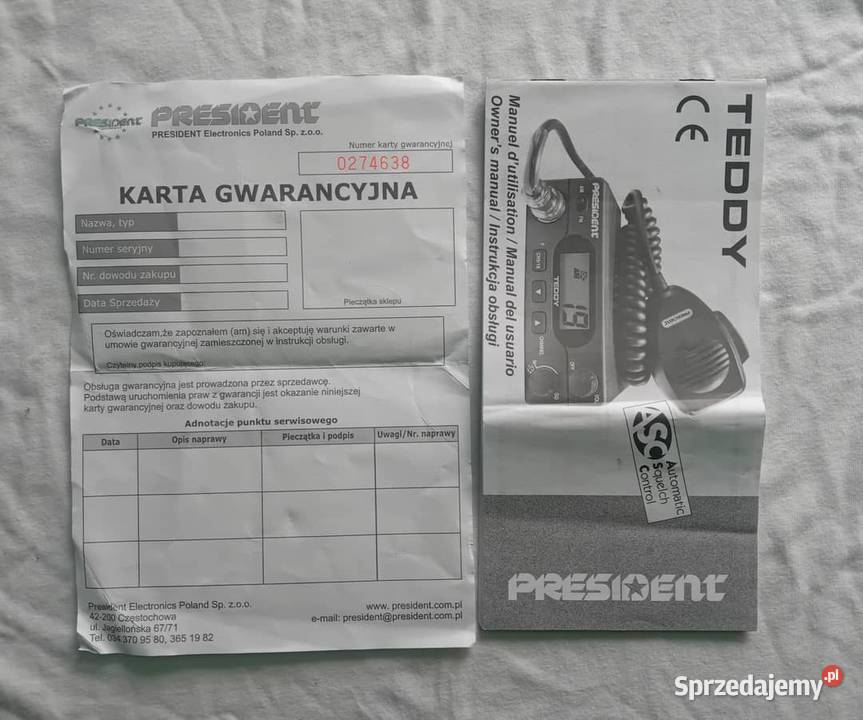 PRESIDENT
PRESIDENT
PRESIDENT Electronics Poland Sp. z.o.o.
Numer karty gwarancyjnej
0274638
KARTA GWARANCYJNA
Nazwa, typ
Numer seryjny
Nr. dowodu zakupu
Data Sprzedaży
Pieczątka sklepu
Oświadczam,że zapoznałem (am) się i akceptuję warunki zawarte w
umowie gwarancyjnej zamieszczonej w instrukcji obsługi.
Czytelny podpis kupującego:
Obsługa gwarancyjna jest prowadzona przez sprzedawcę.
Podstawą uruchomienia praw z gwarancji jest okazanie niniejszej
karty gwarancyjnej oraz dowodu zakupu.
Adnotacje punktu serwisowego
Data Opis naprawy Pieczątka i podpis Uwagi/Nr. naprawy
President Electronics Poland Sp. z.o.o.
42-200 Częstochowa
ul. Jagiellońska 67/71
Tel. 034 370 95 80, 365 19 82
www. president.com.pl
e-mail: president@president.com.pl
TEDDY
CE
Manuel d'utilisation / Manual del usuario
Owner's manual / Instrukcja obsługi
PRESIDENT
TEDDY
19
CHANNEL
PRESIDENT
ASC
Automatic
Squelch
Control
PRESIDENT
Sprzedajemy.pl